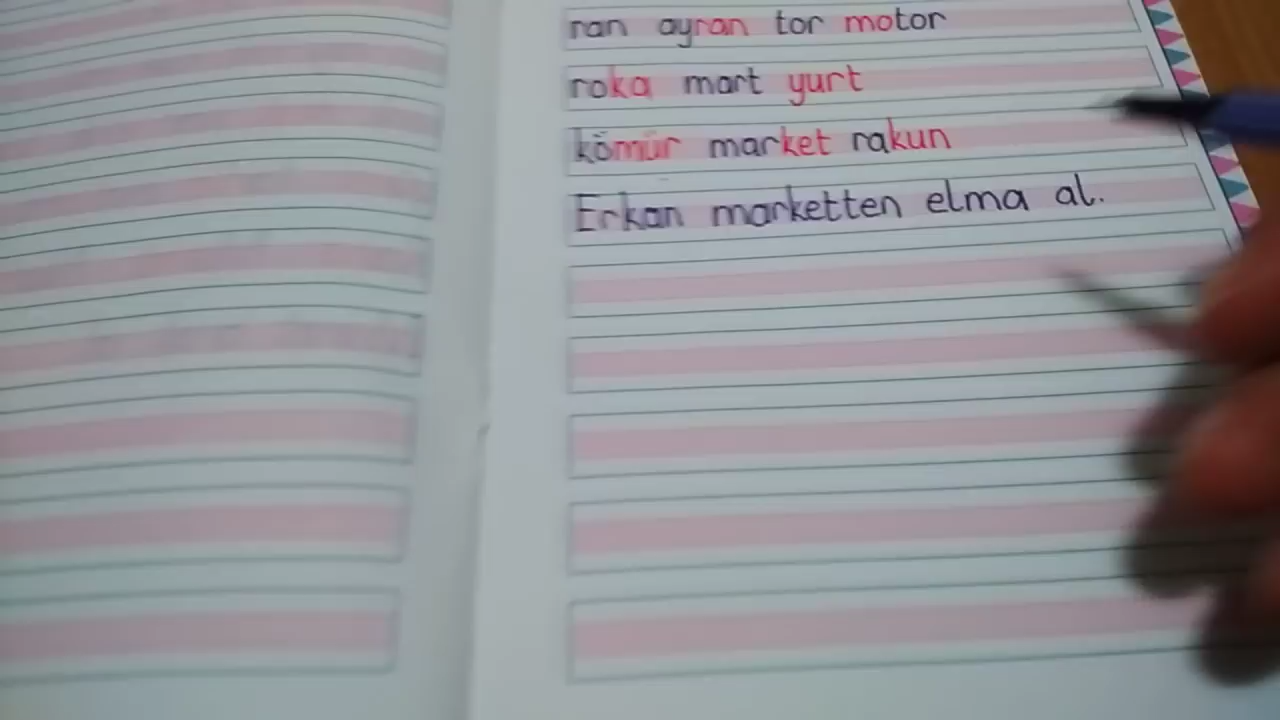 ran ayran tor motor
roka mart yurt
kömür market rakun
Erkan marketten elma al.